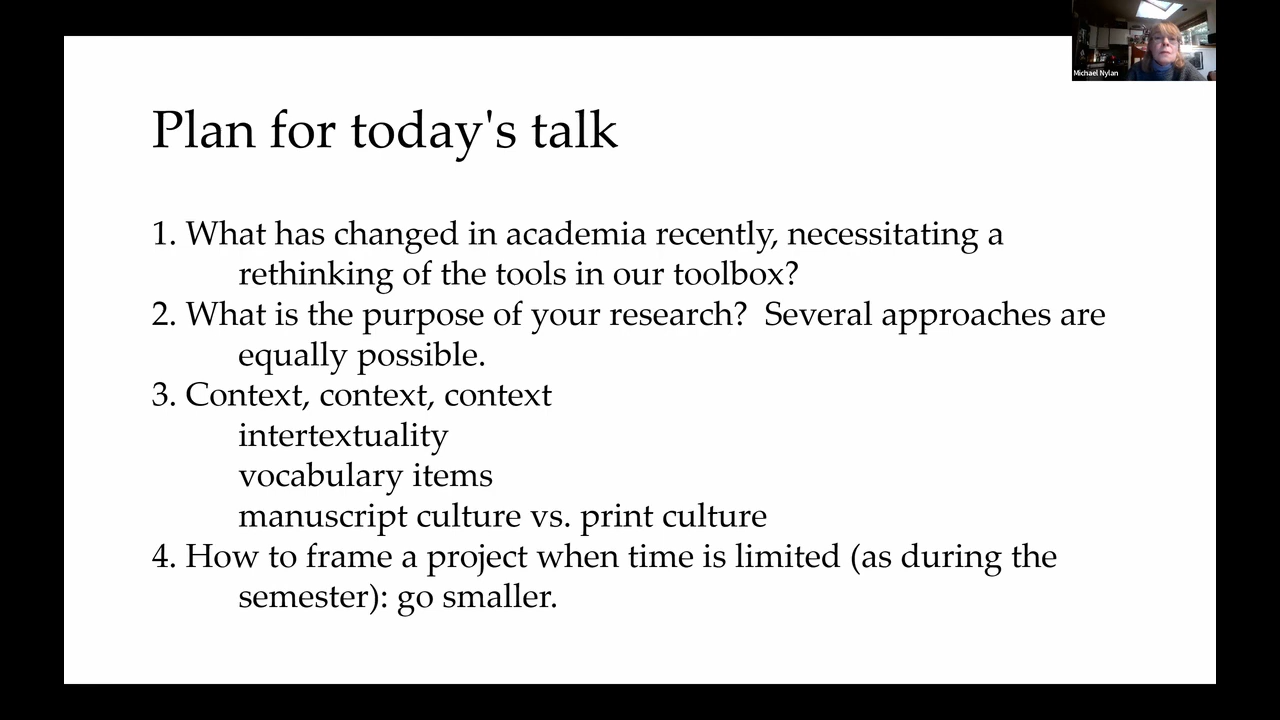 Michael Nylan
Plan for today's talk
1. What has changed in academia recently, necessitating a
rethinking of the tools in our toolbox?
2. What is the purpose of your research?  Several approaches are
equally possible.
3. Context, context, context
intertextuality
vocabulary items
manuscript culture vs. print culture
4. How to frame a project when time is limited (as during the
semester): go smaller.